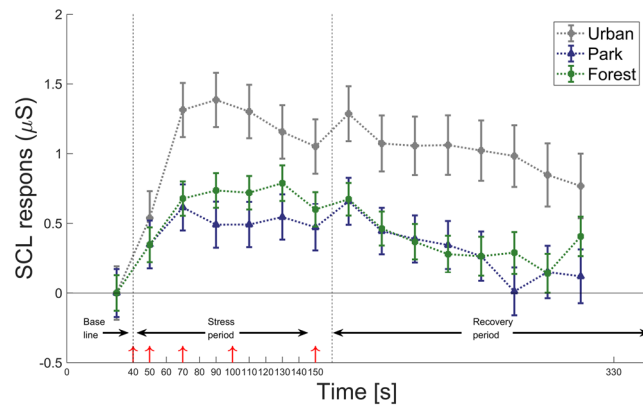 2
Urban
Park
Forest
1.5
1
0.5
0
-0.5
SCL respons (μS)
Base
line
Stress
period
Recovery
period
0 40 50 60 70 80 90 100 110 120 130 140 150 330
Time [s]